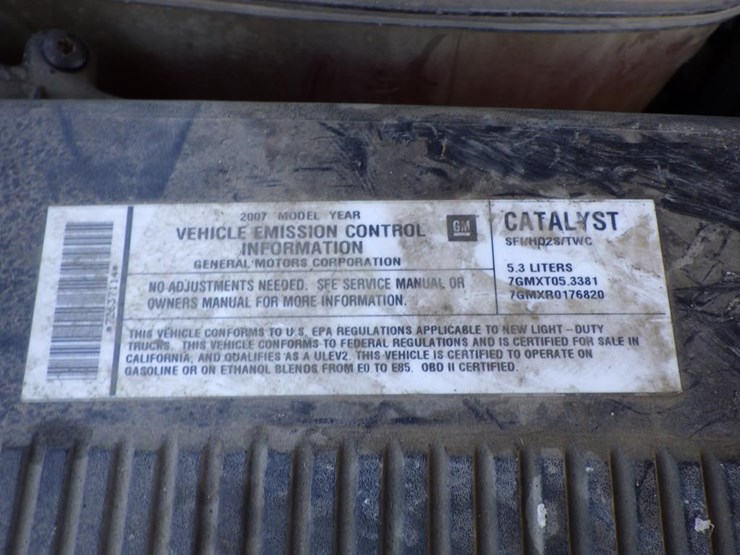 2007 MODEL YEAR
VEHICLE EMISSION CONTROL
INFORMATION
GENERAL MOTORS CORPORATION
GM
NO ADJUSTMENTS NEEDED. SEE SERVICE MANUAL OR
OWNERS MANUAL FOR MORE INFORMATION.
CATALYST
SFI/HO2S/TWC
5.3 LITERS
7GMXT05.3381
7GMXR0176820
THIS VEHICLE CONFORMS TO U.S. EPA REGULATIONS APPLICABLE TO NEW LIGHT-DUTY
TRUCKS. THIS VEHICLE CONFORMS TO FEDERAL REGULATIONS AND IS CERTIFIED FOR SALE IN
CALIFORNIA, AND QUALIFIES AS A ULEV2. THIS VEHICLE IS CERTIFIED TO OPERATE ON
GASOLINE OR ON ETHANOL BLENDS FROM E0 TO E85. OBD II CERTIFIED.